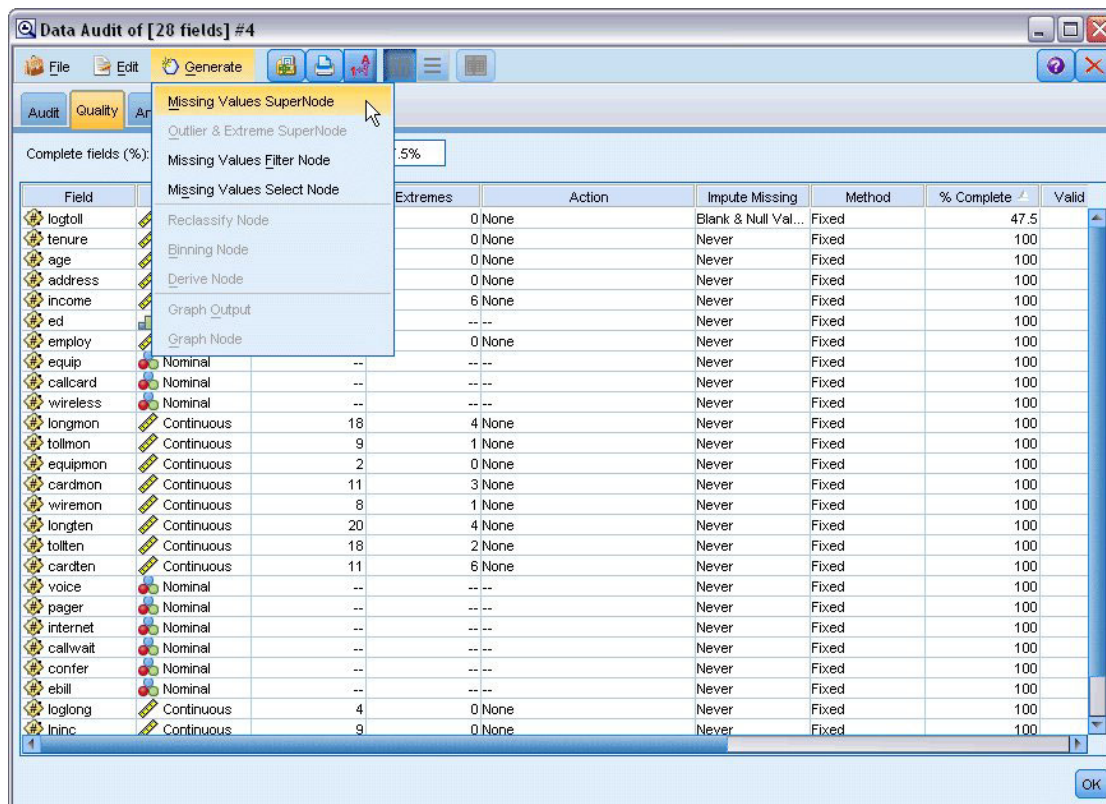 Data Audit of [28 fields] #4
File Edit Generate
Audit Quality An
Missing Values SuperNode
Outlier & Extreme SuperNode
Missing Values Filter Node
Missing Values Select Node
Reclassify Node
Binning Node
Derive Node
Graph Output
Graph Node
Complete fields (%): .5%
Field Extremes Action Impute Missing Method % Complete Valid
logtoll 0 None Blank & Null Val... Fixed 47.5
tenure 0 None Never Fixed 100
age 0 None Never Fixed 100
address 0 None Never Fixed 100
income 6 None Never Fixed 100
ed -- -- Never Fixed 100
employ 0 None Never Fixed 100
equip Nominal -- -- -- Never Fixed 100
callcard Nominal -- -- -- Never Fixed 100
wireless Nominal -- -- -- Never Fixed 100
longmon Continuous 18 4 None Never Fixed 100
tollmon Continuous 9 1 None Never Fixed 100
equipmon Continuous 2 0 None Never Fixed 100
cardmon Continuous 11 3 None Never Fixed 100
wiremon Continuous 8 1 None Never Fixed 100
longten Continuous 20 4 None Never Fixed 100
tollten Continuous 18 2 None Never Fixed 100
cardten Continuous 11 6 None Never Fixed 100
voice Nominal -- -- -- Never Fixed 100
pager Nominal -- -- -- Never Fixed 100
internet Nominal -- -- -- Never Fixed 100
callwait Nominal -- -- -- Never Fixed 100
confer Nominal -- -- -- Never Fixed 100
ebill Nominal -- -- -- Never Fixed 100
loglong Continuous 4 0 None Never Fixed 100
lninc Continuous 9 0 None Never Fixed 100
OK